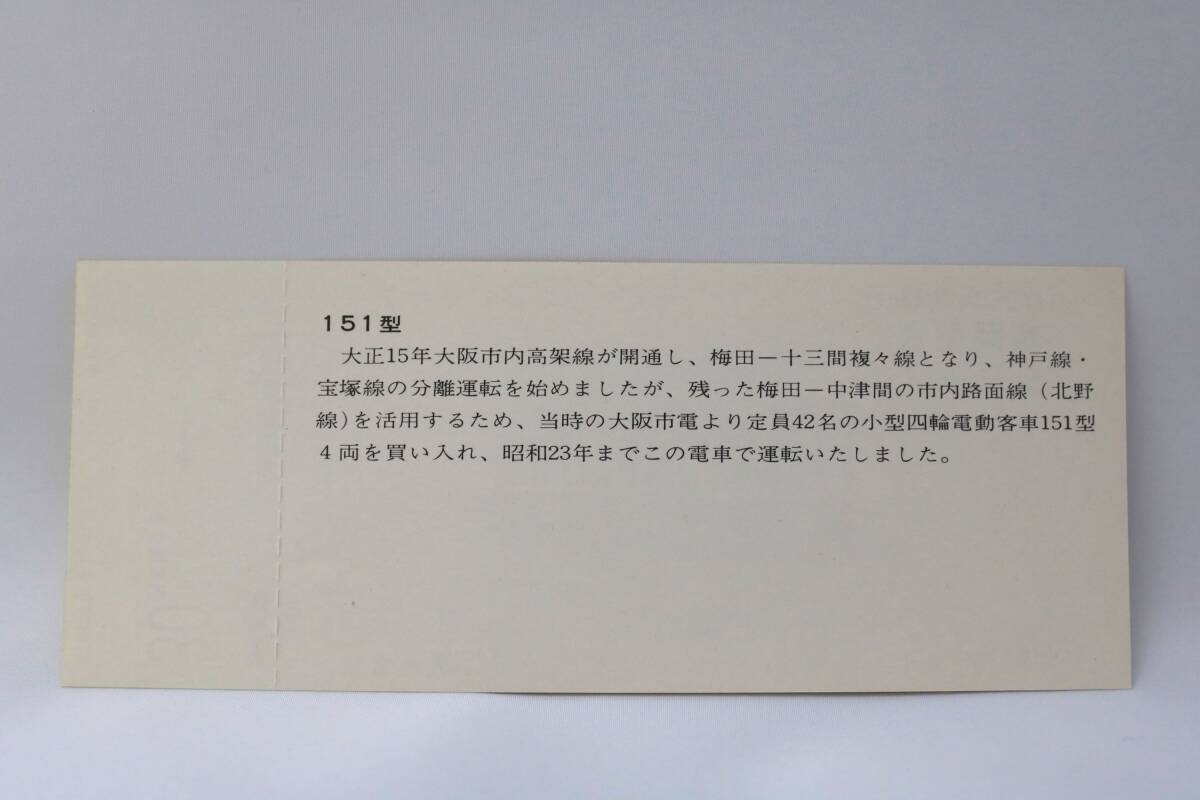 151型
大正15年大阪市内高架線が開通し、梅田ー十三間複々線となり、神戸線・
宝塚線の分離運転を始めましたが、残った梅田ー中津間の市内路面線（北野
線)を活用するため、当時の大阪市電より定員42名の小型四輪電動客車151型
4両を買い入れ、昭和23年までこの電車で運転いたしました。